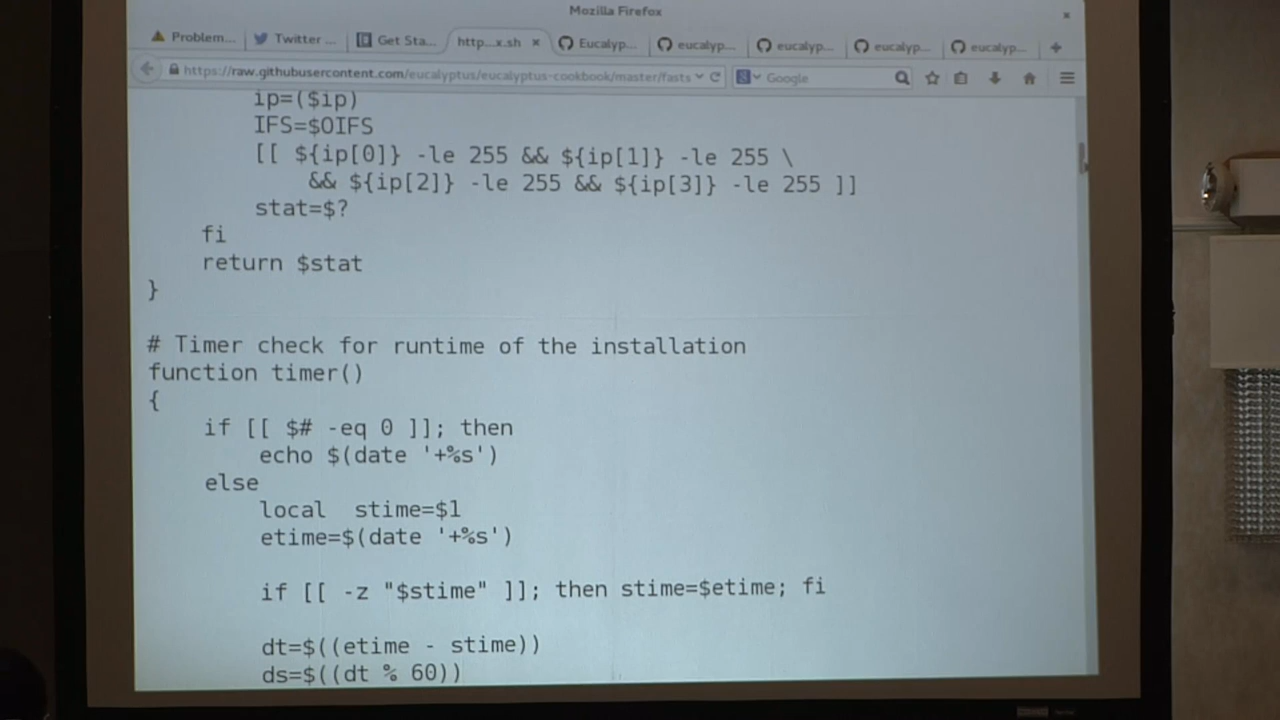 Mozilla Firefox
Problem... Twitter ... Get Sta... http...x.sh × Eucalyp... eucalyp... eucalyp... eucalyp... eucalyp... +
https://raw.githubusercontent.com/eucalyptus/eucalyptus-cookbook/master/fasts Google
ip=($ip)
IFS=$OIFS
[[ ${ip[0]} -le 255 && ${ip[1]} -le 255 \
&& ${ip[2]} -le 255 && ${ip[3]} -le 255 ]]
stat=$?
fi
return $stat
}
# Timer check for runtime of the installation
function timer()
{
if [[ $# -eq 0 ]]; then
echo $(date '+%s')
else
local  stime=$1
etime=$(date '+%s')
if [[ -z "$stime" ]]; then stime=$etime; fi
dt=$((etime - stime))
ds=$((dt % 60))